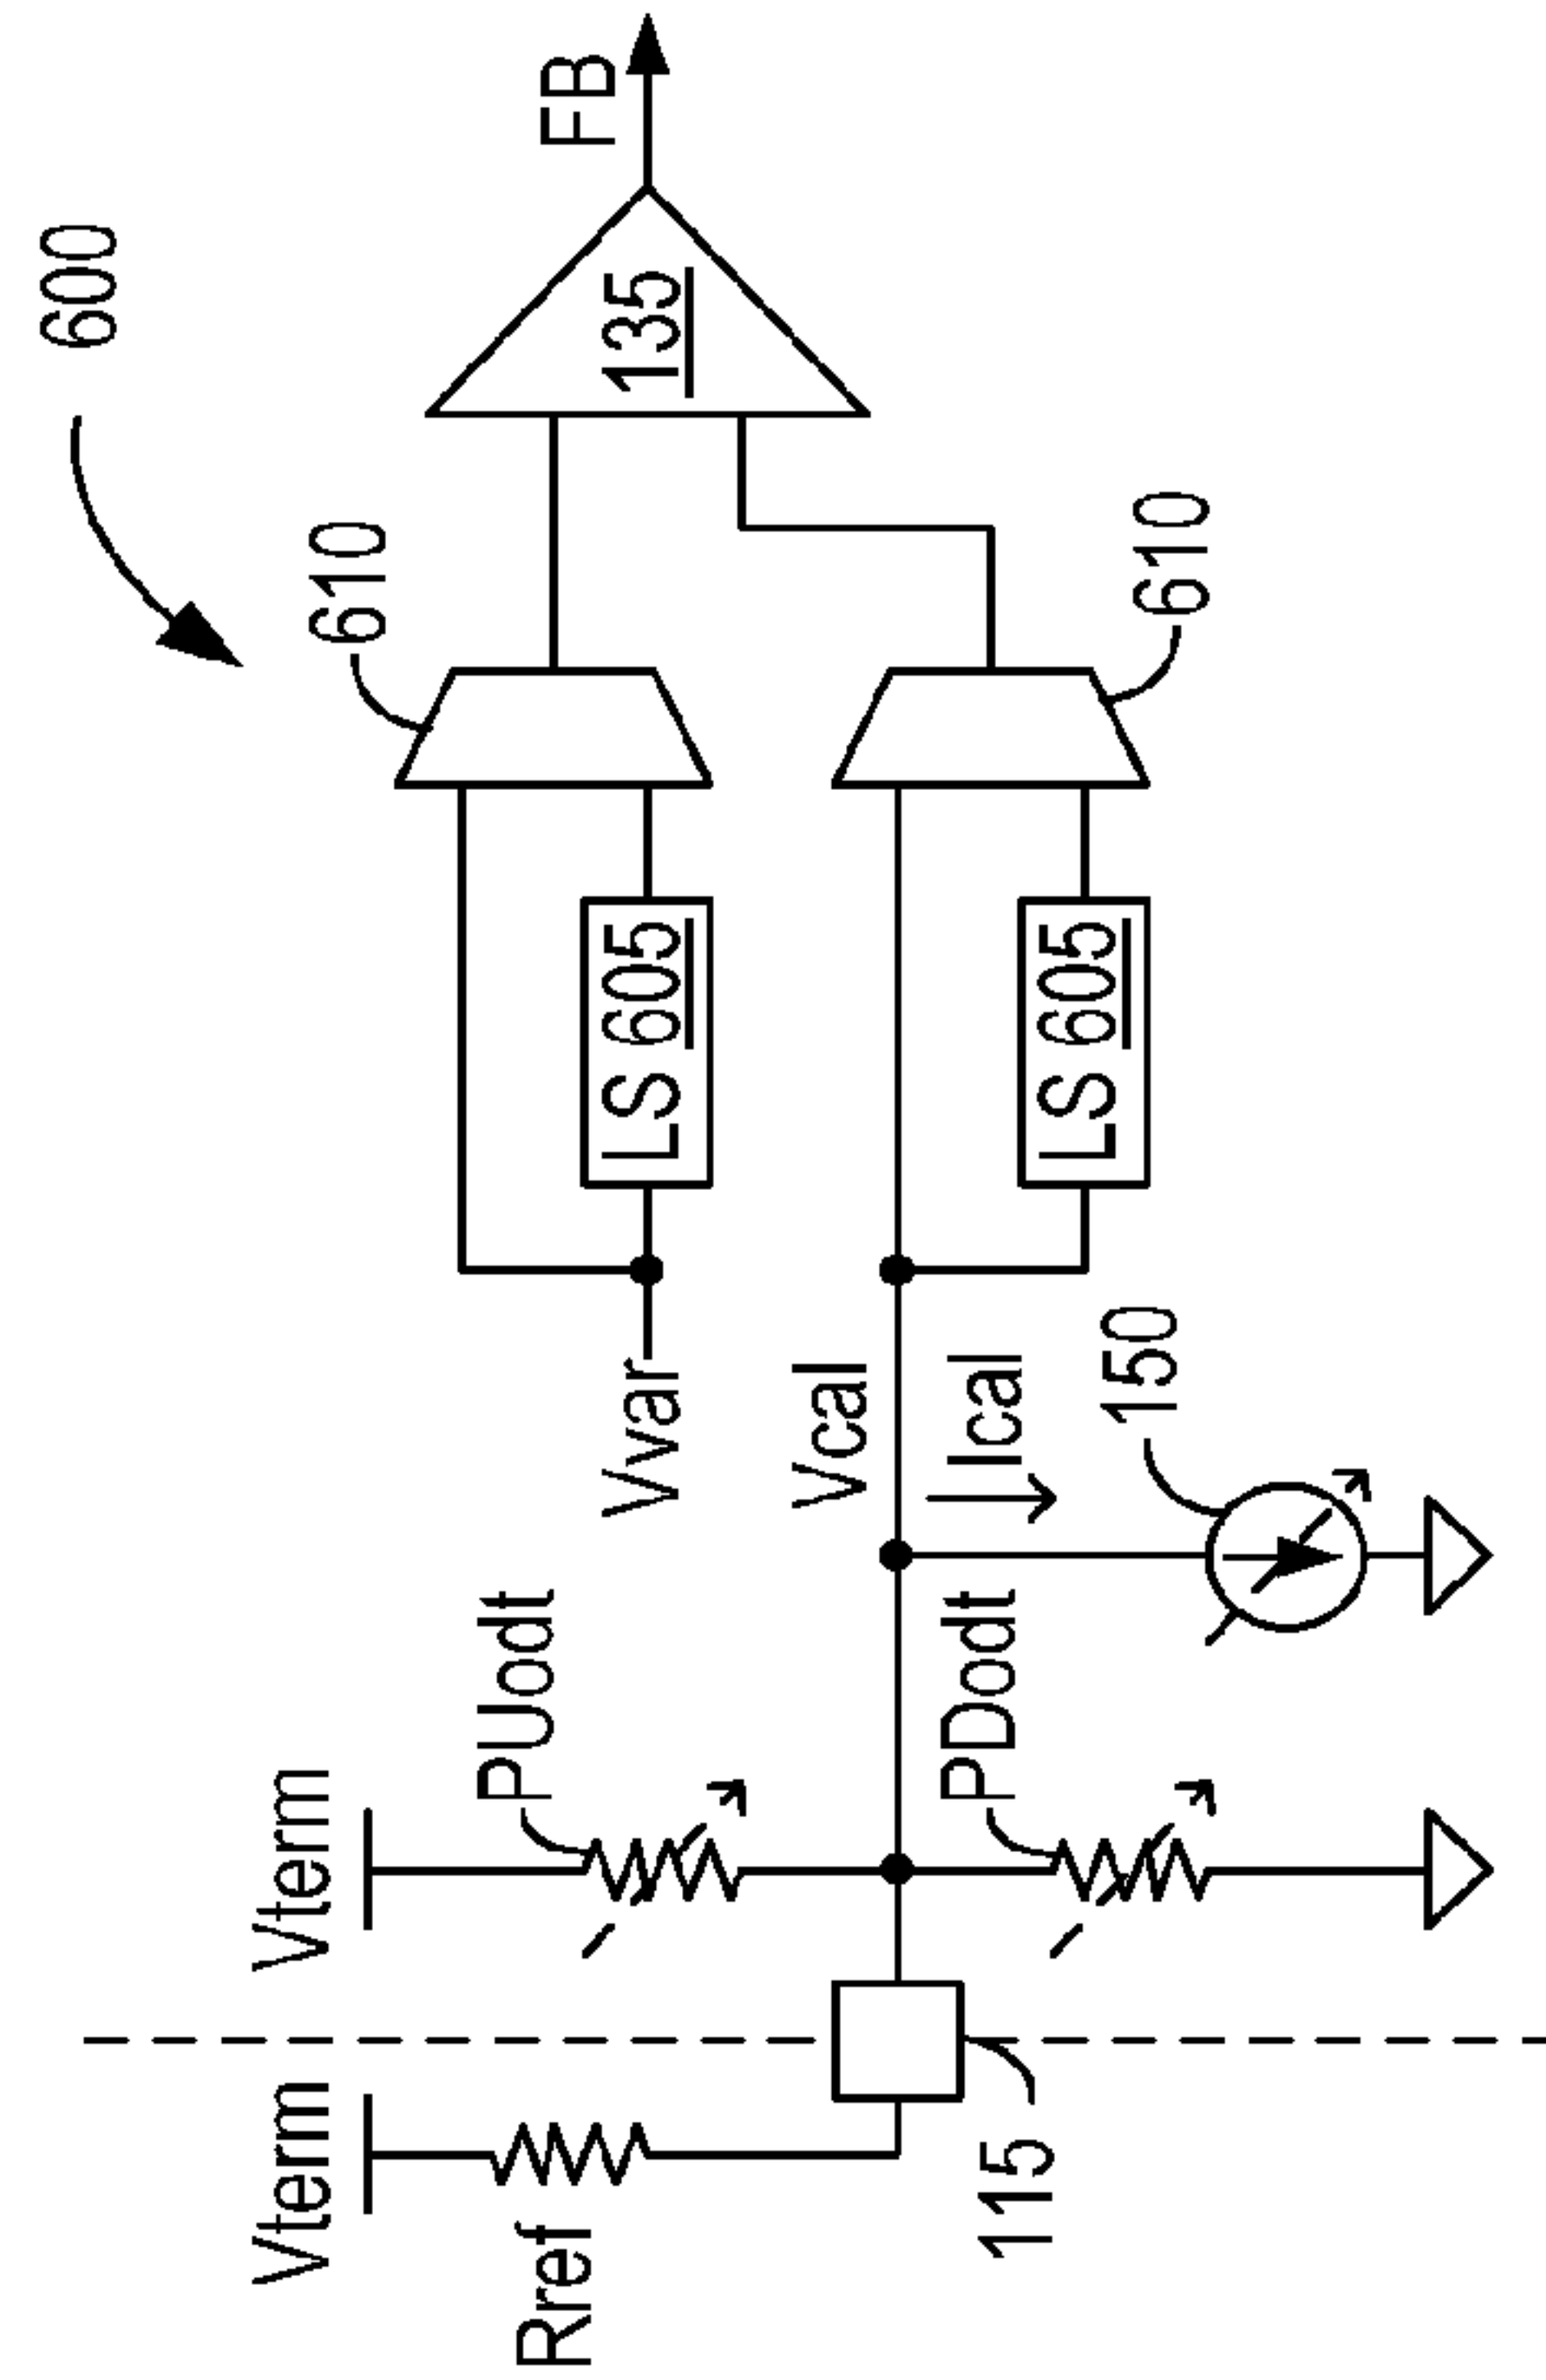 600
Vterm
Vterm
610
Rref
PUodt
FB
Vvar
LS 605
135
Vcal
115
PDodt
Ical
LS 605
150
610